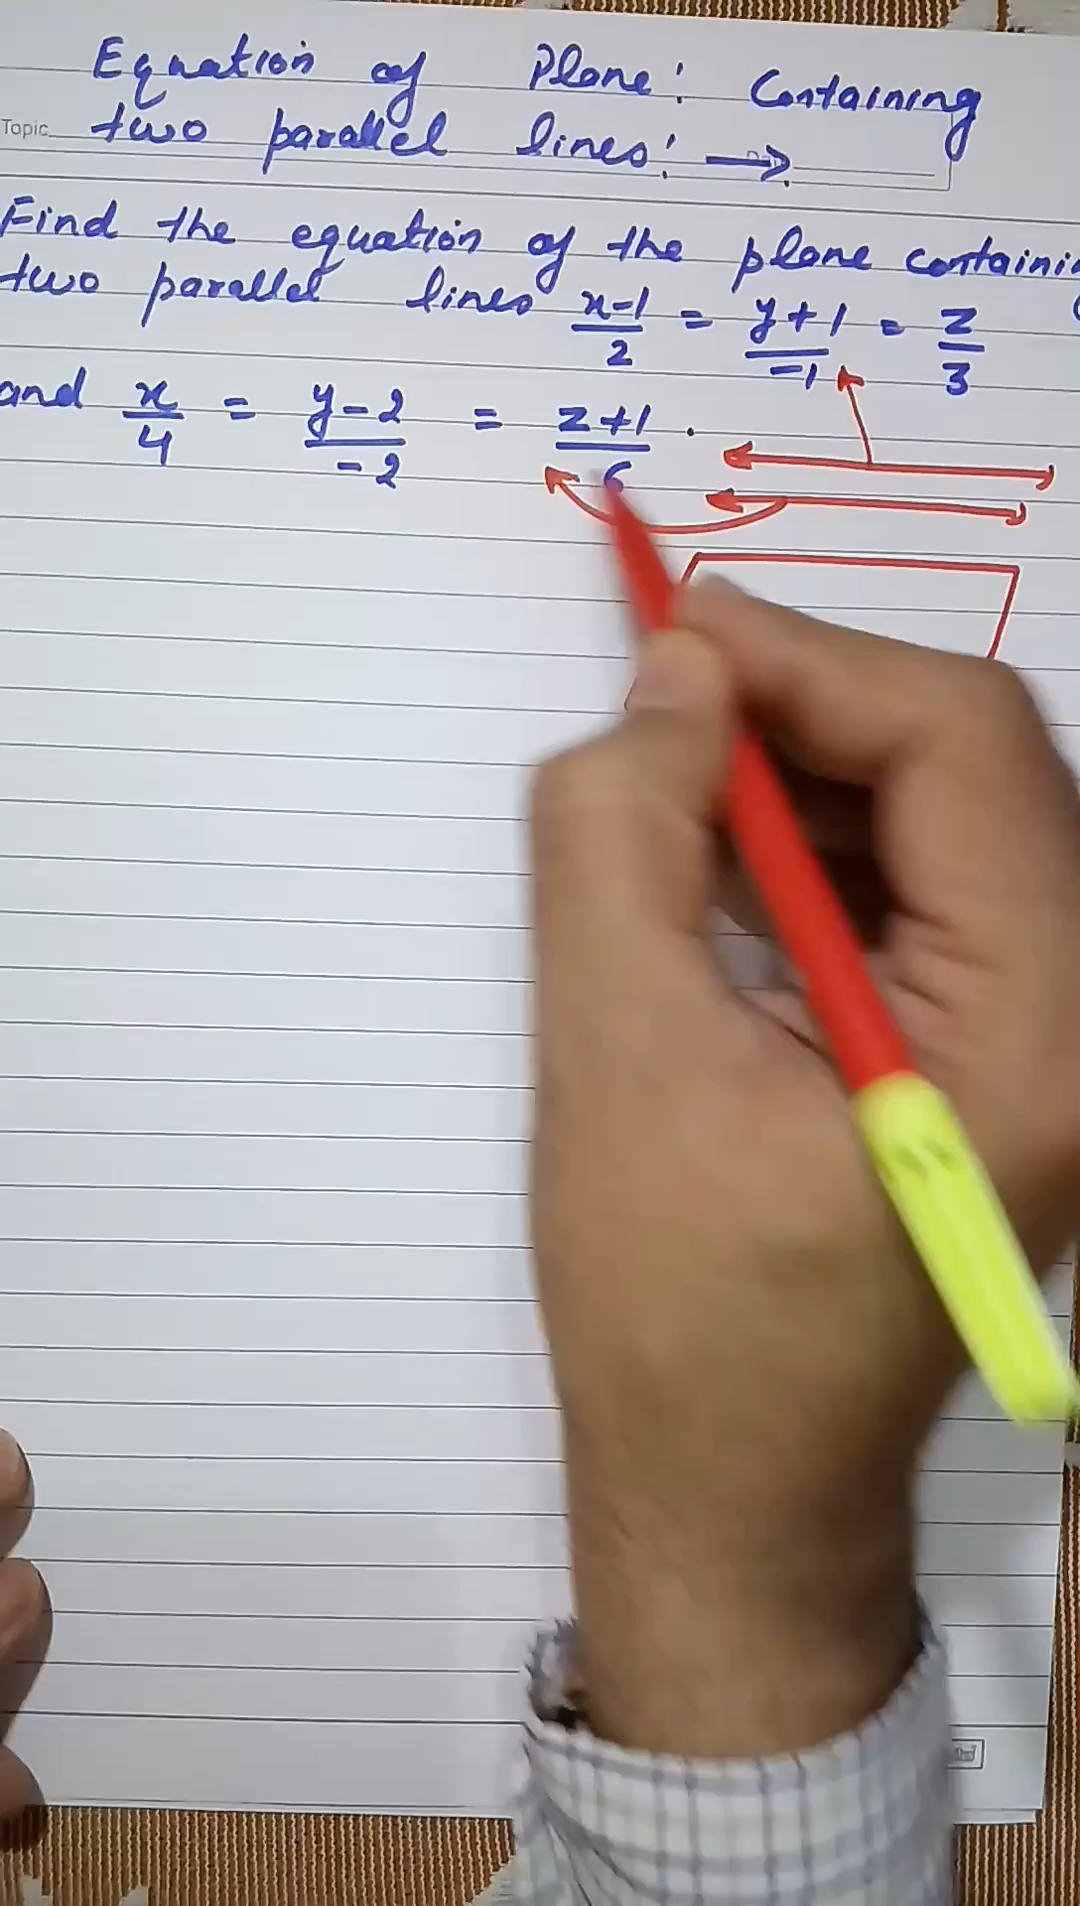 Equation of Plane: Containing
Topic two parallel lines: →
Find the equation of the plane containin
two parallel lines x-1/2 = y+1/-1 = z/3
and x/4 = y-2/-2 = z+1/6 .